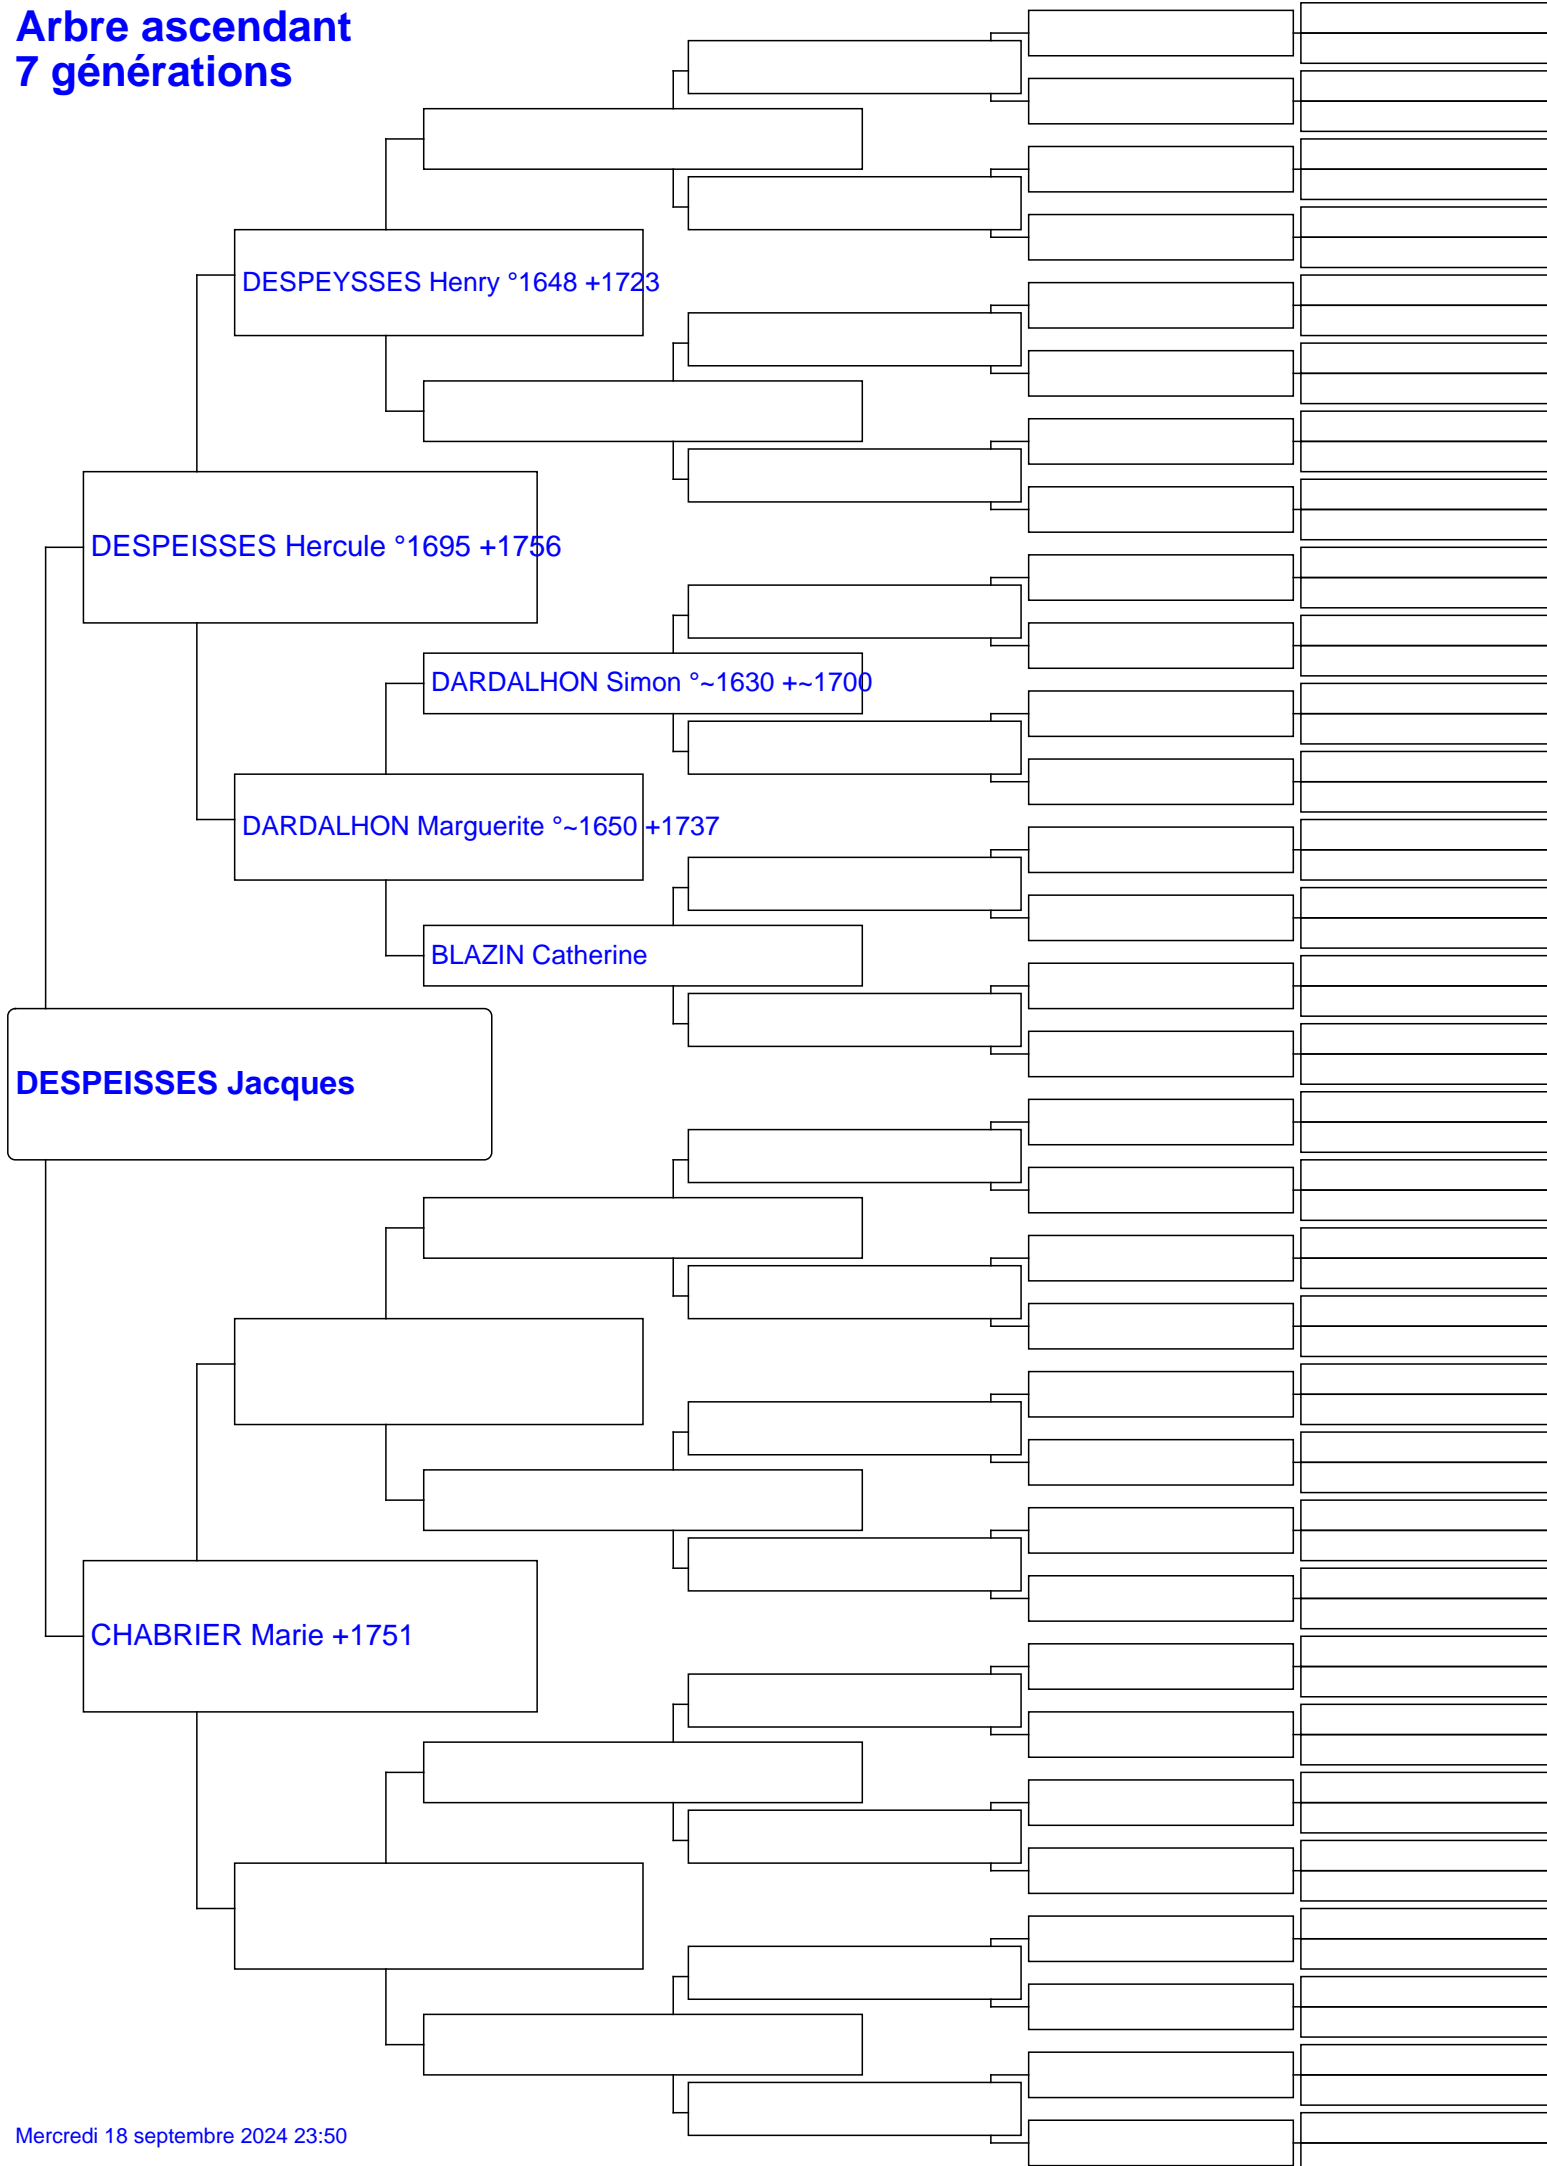 Arbre ascendant
7 générations
DESPEYSSES Henry °1648 +1723
DESPEISSES Hercule °1695 +1756
DARDALHON Simon °~1630 +~1700
DARDALHON Marguerite °~1650 +1737
BLAZIN Catherine
DESPEISSES Jacques
CHABRIER Marie +1751
Mercredi 18 septembre 2024 23:50